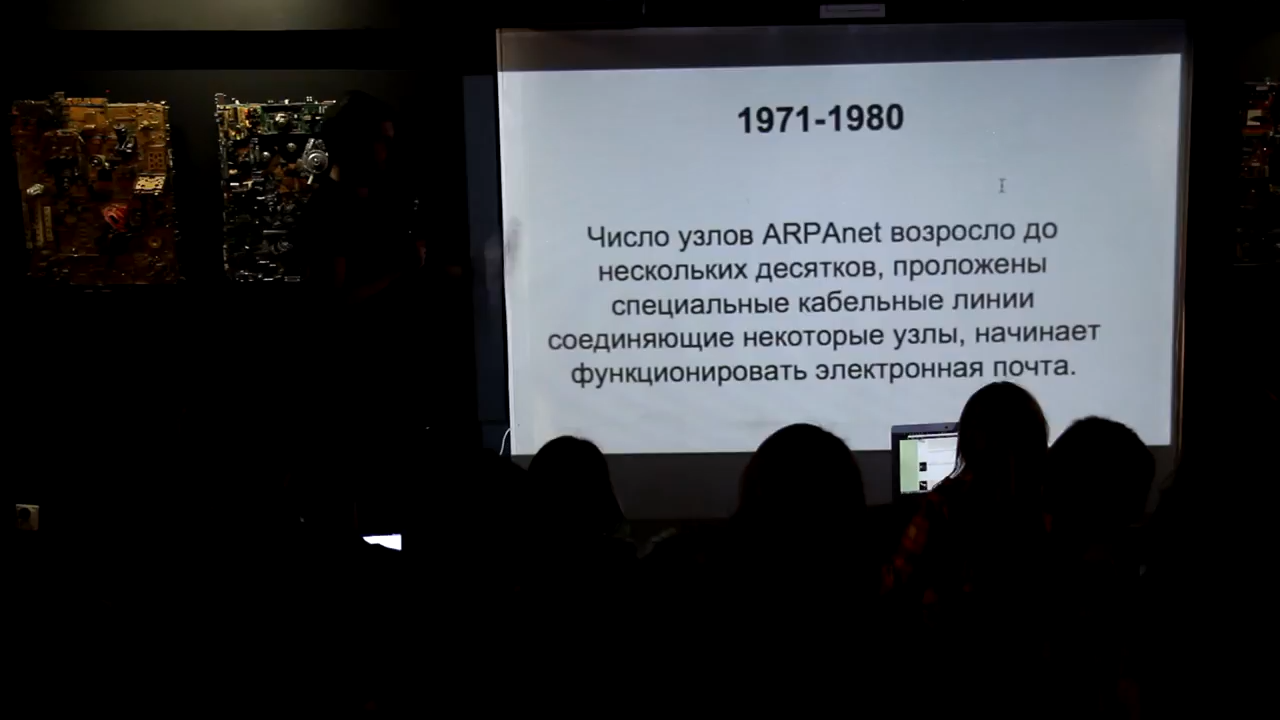 1971-1980
Число узлов ARPAnet возросло до
нескольких десятков, проложены
специальные кабельные линии
соединяющие некоторые узлы, начинает
функционировать электронная почта.